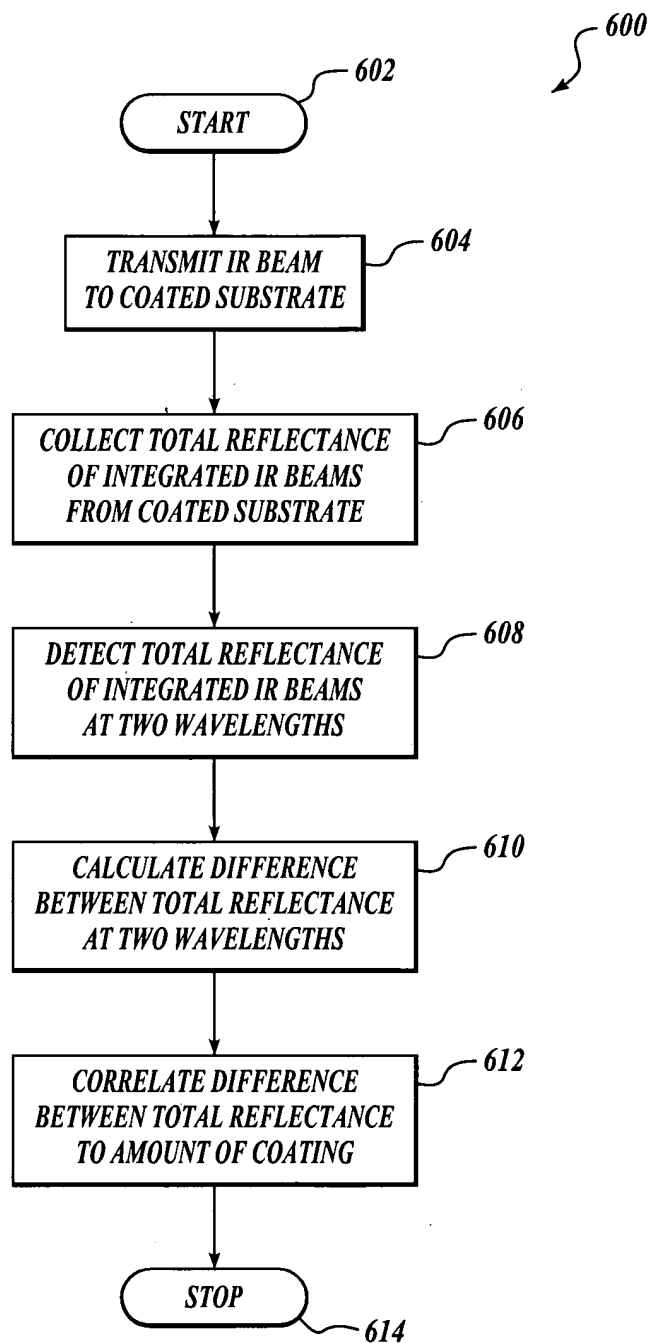 600
602
START
604
TRANSMIT IR BEAM
TO COATED SUBSTRATE
606
COLLECT TOTAL REFLECTANCE
OF INTEGRATED IR BEAMS
FROM COATED SUBSTRATE
608
DETECT TOTAL REFLECTANCE
OF INTEGRATED IR BEAMS
AT TWO WAVELENGTHS
610
CALCULATE DIFFERENCE
BETWEEN TOTAL REFLECTANCE
AT TWO WAVELENGTHS
612
CORRELATE DIFFERENCE
BETWEEN TOTAL REFLECTANCE
TO AMOUNT OF COATING
STOP
614